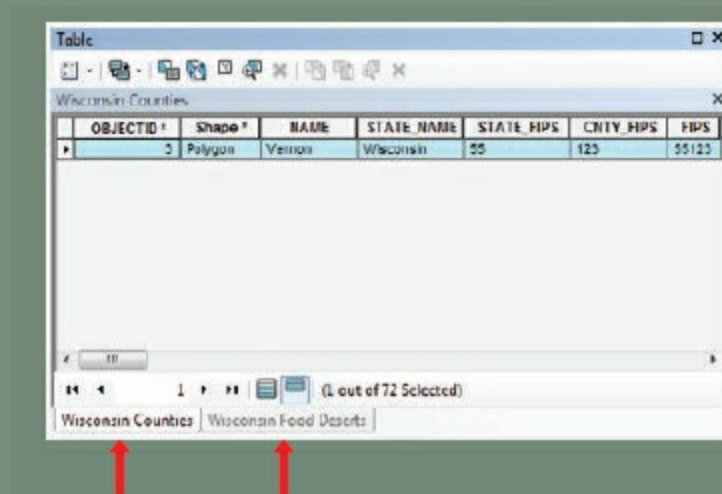 Table
Wisconsin Counties
OBJECTID * Shape * NAME STATE_NAME STATE_FIPS CNTY_FIPS FIPS
3 Polygon Vernon Wisconsin 55 123 55123
1 (1 out of 72 Selected)
Wisconsin Counties Wisconsin Food Deserts